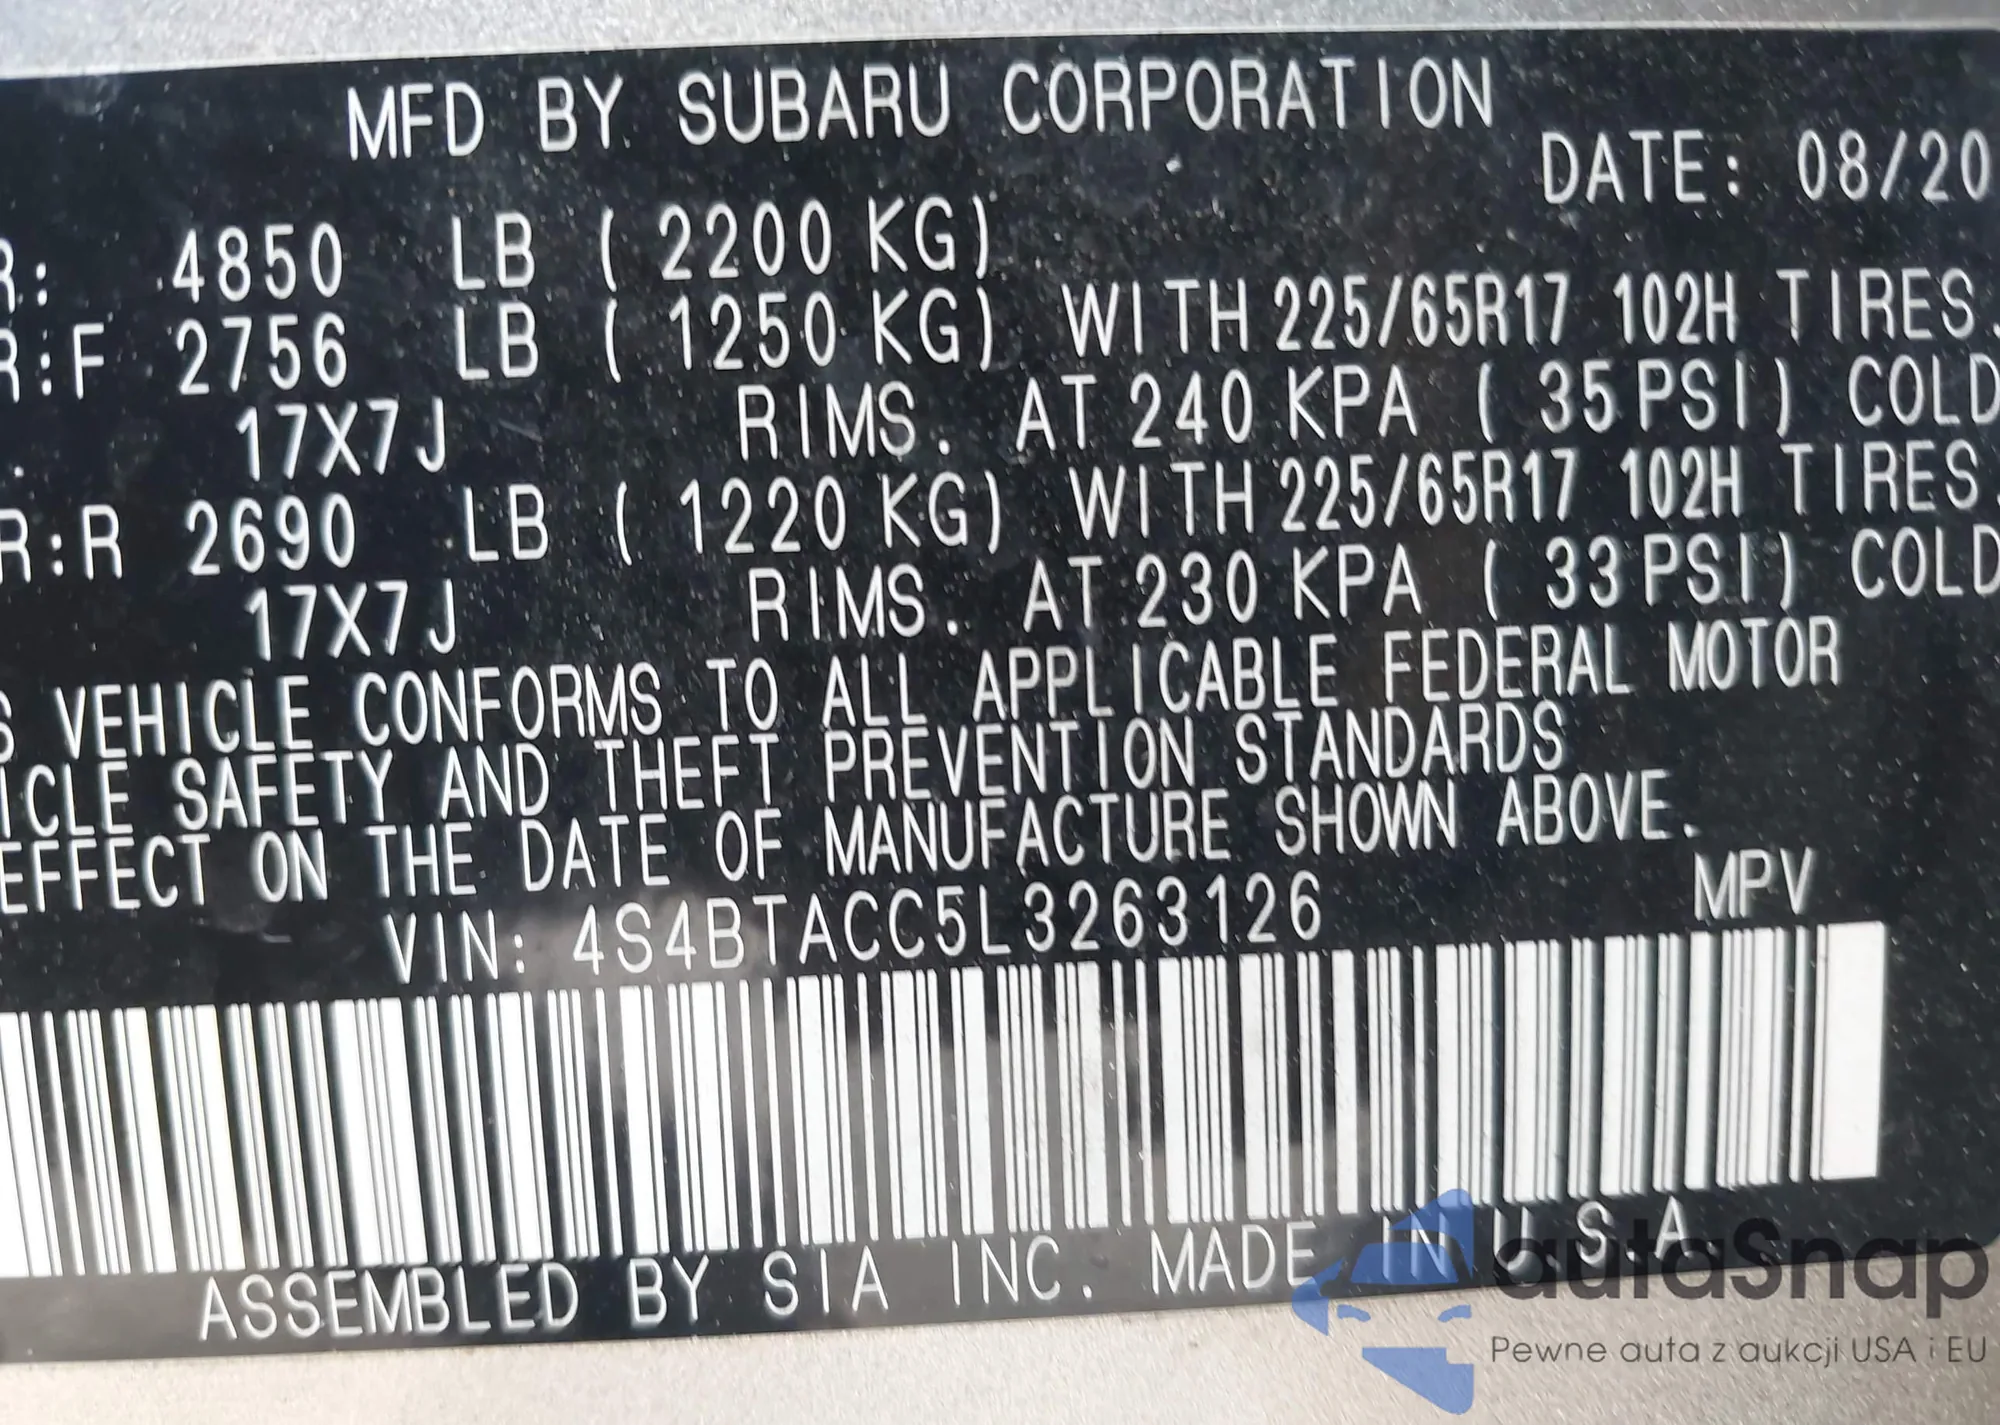 MFD BY SUBARU CORPORATION
DATE: 08/20
R: 4850 LB ( 2200 KG)
R:F 2756 LB ( 1250 KG) WITH 225/65R17 102H TIRES.
. 17X7J RIMS. AT 240 KPA ( 35 PSI) COLD
R:R 2690 LB ( 1220 KG) WITH 225/65R17 102H TIRES.
17X7J RIMS. AT 230 KPA ( 33 PSI) COLD
S VEHICLE CONFORMS TO ALL APPLICABLE FEDERAL MOTOR
ICLE SAFETY AND THEFT PREVENTION STANDARDS
EFFECT ON THE DATE OF MANUFACTURE SHOWN ABOVE.
VIN: 4S4BTACC5L3263126 MPV
ASSEMBLED BY SIA INC. MADE IN U.S.A.
autaSnap
Pewne auta z aukcji USA i EU